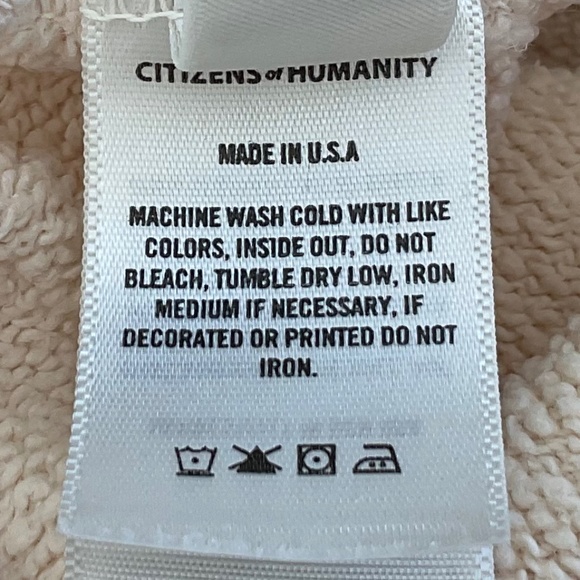 CITIZENS of HUMANITY
MADE IN U.S.A
MACHINE WASH COLD WITH LIKE
COLORS, INSIDE OUT, DO NOT
BLEACH, TUMBLE DRY LOW, IRON
MEDIUM IF NECESSARY, IF
DECORATED OR PRINTED DO NOT
IRON.